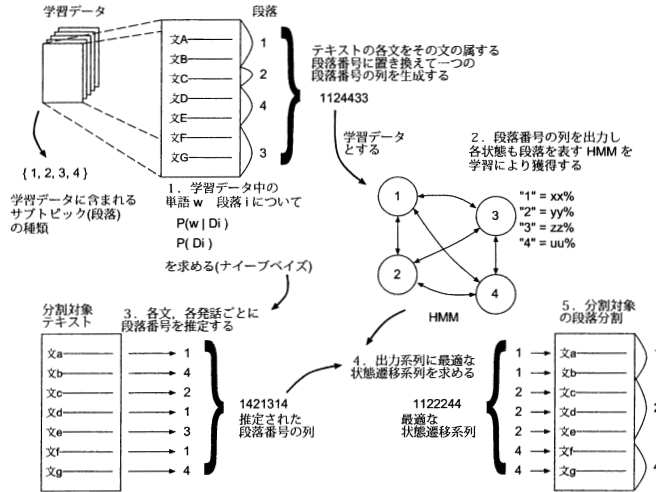 学習データ
段落
文A
文B
文C
文D
文E
文F
文G
1
2
4
3
テキストの各文をその文の属する
段落番号に置き換えて一つの
段落番号の列を生成する
1124433
学習データ
とする
{ 1, 2, 3, 4 }
学習データに含まれる
サブトピック(段落)
の種類
1．学習データ中の
単語 w 段落 i について
P(w | Di )
P( Di )
を求める(ナイーブベイズ)
2．段落番号の列を出力し
各状態も段落を表す HMM を
学習により獲得する
1
2
3
4
"1" = xx%
"2" = yy%
"3" = zz%
"4" = uu%
HMM
分割対象
テキスト
3．各文，各発話ごとに
段落番号を推定する
文a 1
文b 4
文c 2
文d 1
文e 3
文f 1
文g 4
1421314
推定された
段落番号の列
4．出力系列に最適な
状態遷移系列を求める
1122244
最適な
状態遷移系列
5．分割対象
の段落分割
1 文a
1 文b
2 文c
2 文d
2 文e
4 文f
4 文g
1
2
4